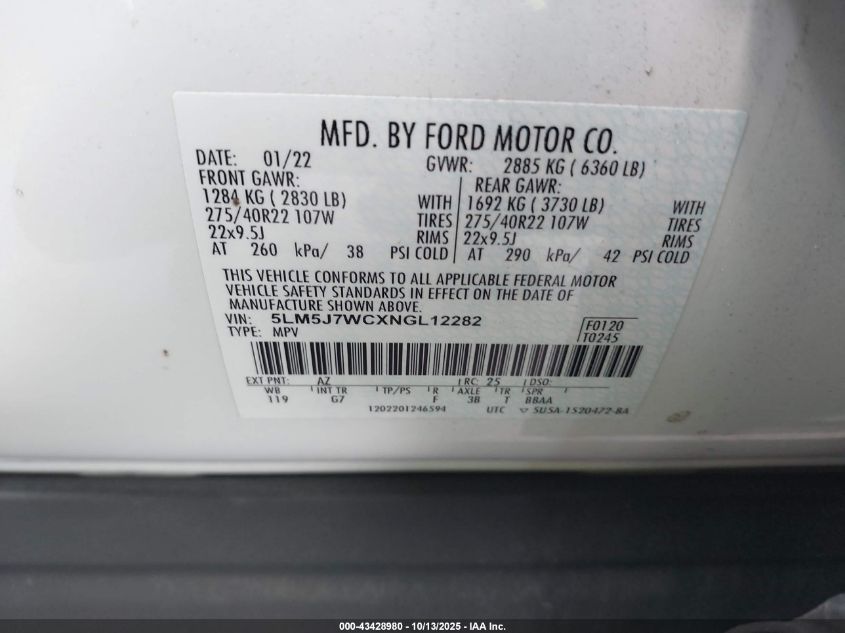 MFD. BY FORD MOTOR CO.
DATE: 01/22 GVWR: 2885 KG ( 6360 LB)
FRONT GAWR: REAR GAWR:
1284 KG ( 2830 LB) WITH 1692 KG ( 3730 LB) WITH
275/40R22 107W TIRES 275/40R22 107W TIRES
22x9.5J RIMS 22x9.5J RIMS
AT 260 kPa/ 38 PSI COLD AT 290 kPa/ 42 PSI COLD
THIS VEHICLE CONFORMS TO ALL APPLICABLE FEDERAL MOTOR
VEHICLE SAFETY STANDARDS IN EFFECT ON THE DATE OF
MANUFACTURE SHOWN ABOVE.
VIN: 5LM5J7WCXNGL12282 F0120
TYPE: MPV T0245
EXT PNT: AZ RC: 25 DSO:
WB INT TR TP/PS R AXLE TR SPR
119 G7 F 3B T BBAA
1202201246594 UTC ▽ 5U5A-1520472-BA
000-43428980 - 10/13/2025 - IAA Inc.